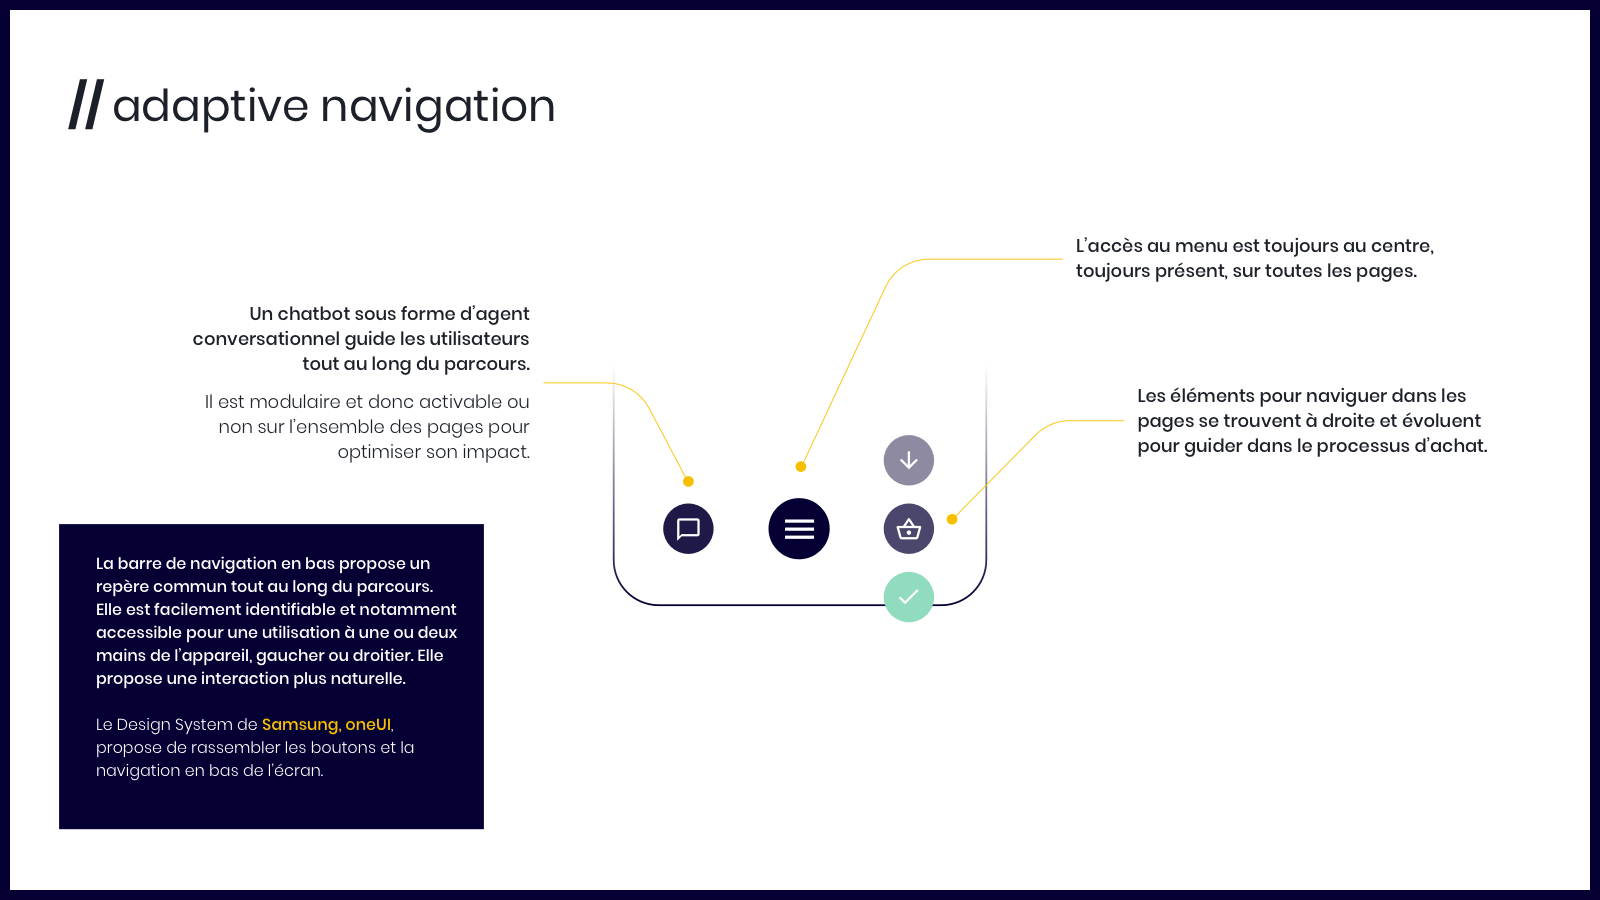 // adaptive navigation
L’accès au menu est toujours au centre,
toujours présent, sur toutes les pages.
Un chatbot sous forme d’agent
conversationnel guide les utilisateurs
tout au long du parcours.
Il est modulaire et donc activable ou
non sur l’ensemble des pages pour
optimiser son impact.
Les éléments pour naviguer dans les
pages se trouvent à droite et évoluent
pour guider dans le processus d’achat.
La barre de navigation en bas propose un
repère commun tout au long du parcours.
Elle est facilement identifiable et notamment
accessible pour une utilisation à une ou deux
mains de l’appareil, gaucher ou droitier. Elle
propose une interaction plus naturelle.
Le Design System de Samsung, oneUI,
propose de rassembler les boutons et la
navigation en bas de l’écran.